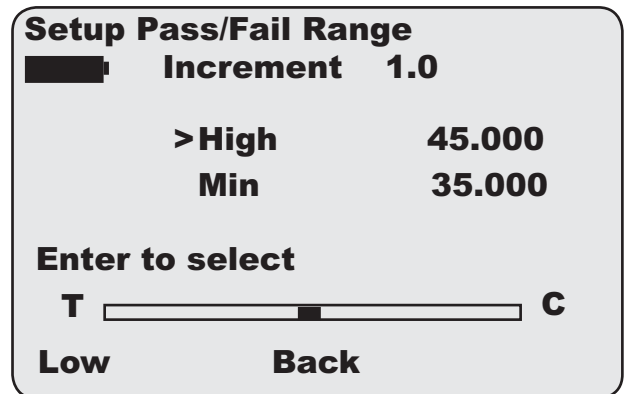 Setup Pass/Fail Range
Increment 1.0
>High 45.000
Min 35.000
Enter to select
T C
Low Back